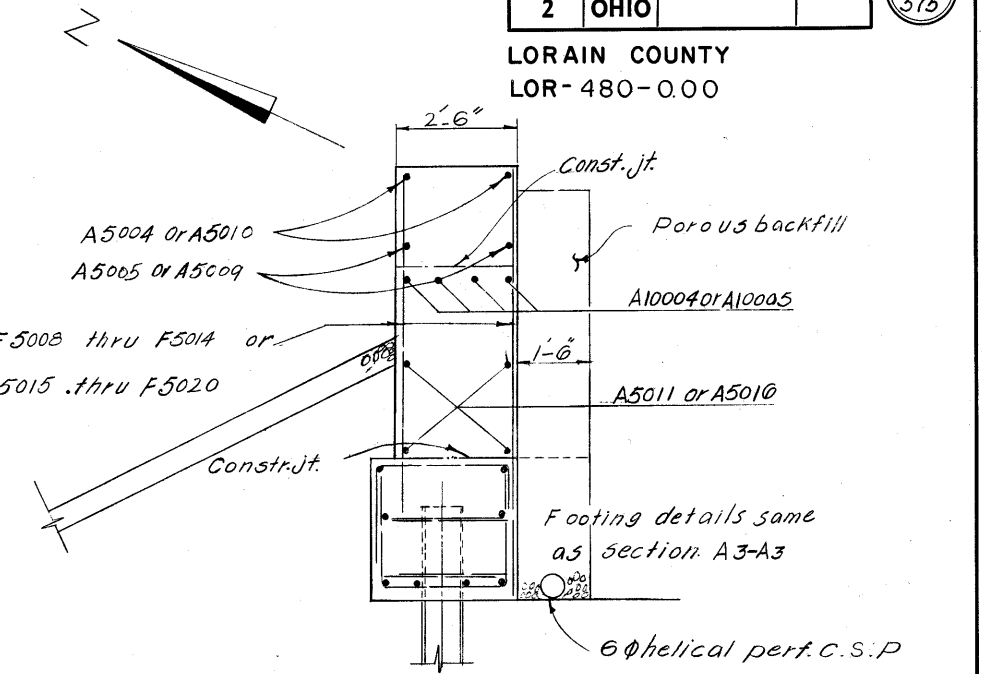 2 OHIO
575
LORAIN COUNTY
LOR-480-0.00
Z
2'-6"
Const. jt.
A5004 or A5010
Porous backfill
A5005 or A5009
A10004 or A10005
F5008 thru F5014 or
5015 .thru F5020
1'-6"
A5011 or A5016
Constr. jt.
Footing details same
as section A3-A3
6 φ helical perf. C.S.P